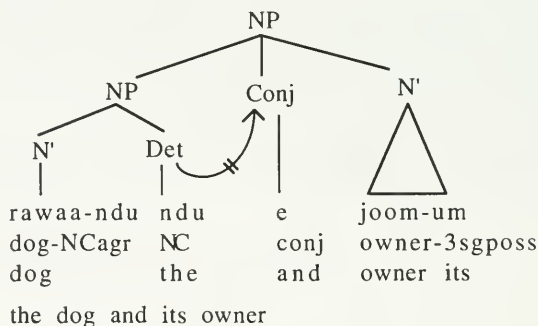 NP
NP Conj N'
N' Det
rawaa-ndu ndu e joom-um
dog-NCagr NC conj owner-3sgposs
dog the and owner its
the dog and its owner